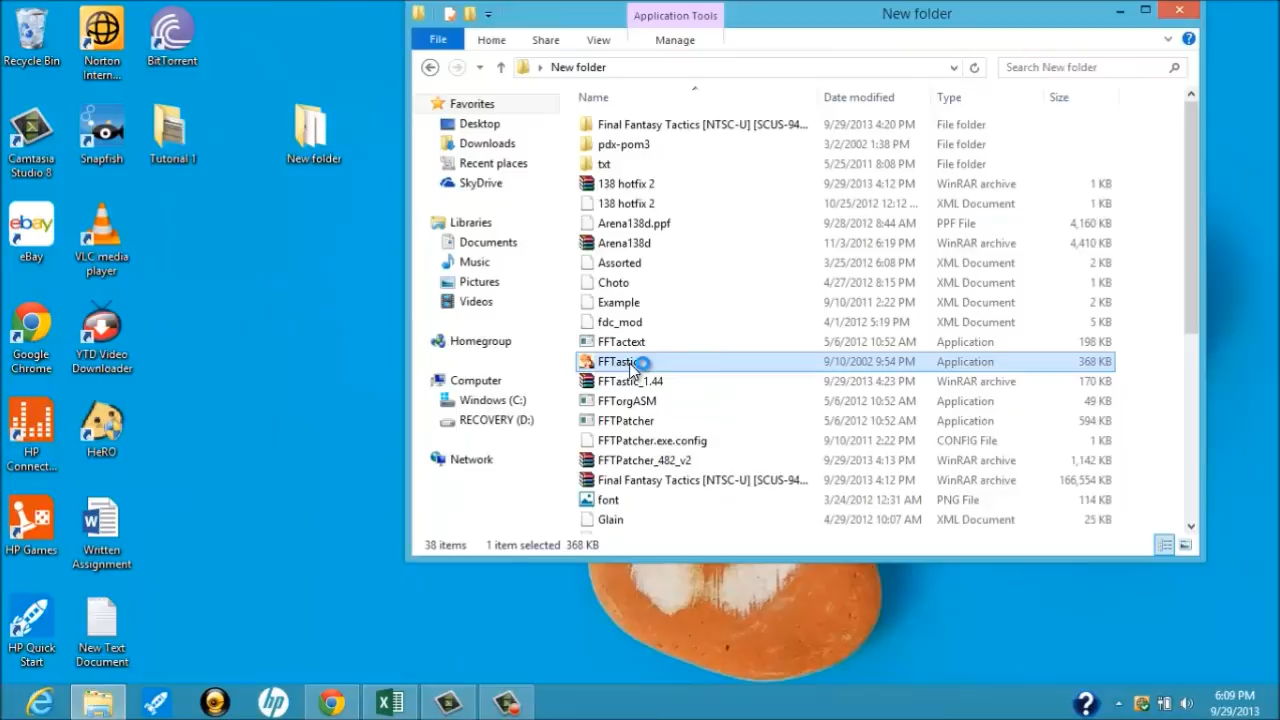 Recycle Bin
Norton
Intern...
BitTorrent
Camtasia
Studio 8
Snapfish
Tutorial 1
New folder
eBay
VLC media
player
Google
Chrome
YTD Video
Downloader
HP
Connect...
HeRO
HP Games
Written
Assignment
HP Quick
Start
New Text
Document
Application Tools
New folder
File
Home
Share
View
Manage
New folder
Search New folder
Favorites
Desktop
Downloads
Recent places
SkyDrive
Libraries
Documents
Music
Pictures
Videos
Homegroup
Computer
Windows (C:)
RECOVERY (D:)
Network
Name Date modified Type Size
Final Fantasy Tactics [NTSC-U] [SCUS-94... 9/29/2013 4:20 PM File folder
pdx-pom3 3/2/2002 1:38 PM File folder
txt 5/25/2011 8:08 PM File folder
138 hotfix 2 9/29/2013 4:12 PM WinRAR archive 1 KB
138 hotfix 2 10/25/2012 12:12 ... XML Document 1 KB
Arena138d.ppf 9/28/2012 8:44 AM PPF File 4,160 KB
Arena138d 11/3/2012 6:19 PM WinRAR archive 4,410 KB
Assorted 3/25/2012 6:08 PM XML Document 2 KB
Choto 4/27/2012 8:15 PM XML Document 1 KB
Example 9/10/2011 2:22 PM XML Document 2 KB
fdc_mod 4/1/2012 5:19 PM XML Document 5 KB
FFTactext 5/6/2012 10:52 AM Application 198 KB
FFTastic 9/10/2002 9:54 PM Application 368 KB
FFTastic_1.44 9/29/2013 4:23 PM WinRAR archive 170 KB
FFTorgASM 5/6/2012 10:52 AM Application 49 KB
FFTPatcher 5/6/2012 10:52 AM Application 594 KB
FFTPatcher.exe.config 9/10/2011 2:22 PM CONFIG File 1 KB
FFTPatcher_482_v2 9/29/2013 4:13 PM WinRAR archive 1,142 KB
Final Fantasy Tactics [NTSC-U] [SCUS-94... 9/29/2013 4:12 PM WinRAR archive 166,554 KB
font 3/24/2012 12:31 AM PNG File 114 KB
Glain 4/29/2012 10:07 AM XML Document 25 KB
38 items 1 item selected 368 KB
6:09 PM
9/29/2013